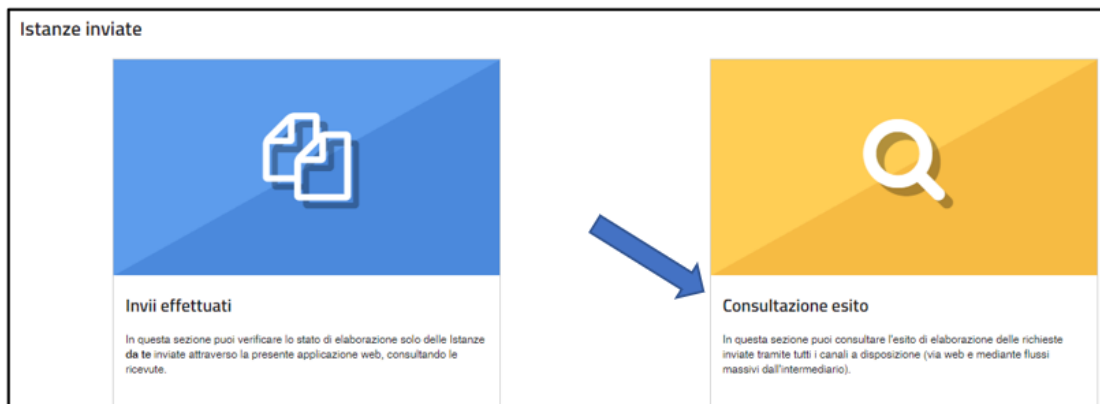 Istanze inviate
Invii effettuati
In questa sezione puoi verificare lo stato di elaborazione solo delle Istanze
da te inviate attraverso la presente applicazione web, consultando le
ricevute.
Consultazione esito
In questa sezione puoi consultare l'esito di elaborazione delle richieste
inviate tramite tutti i canali a disposizione (via web e mediante flussi
massivi dall'intermediario).